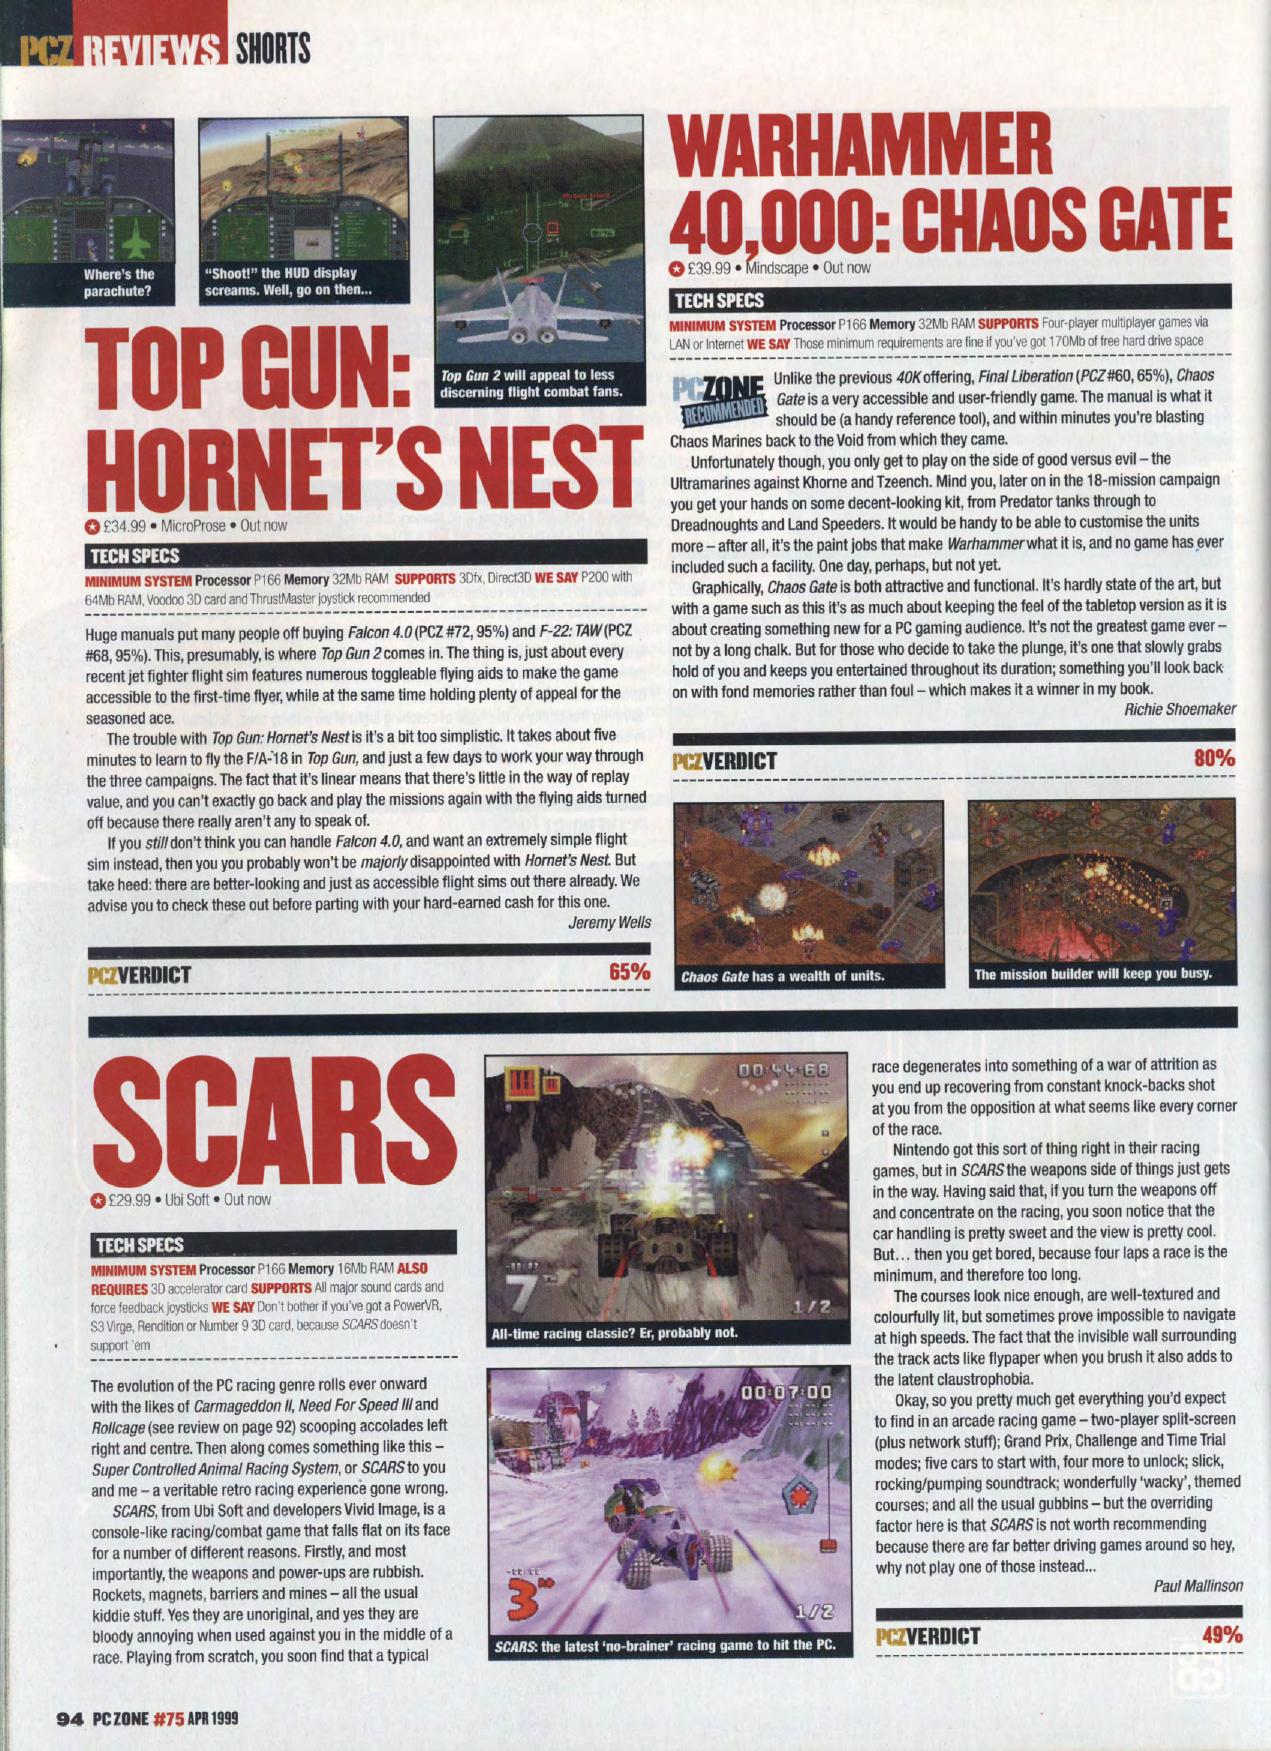 PCZ REVIEWS SHORTS
Where's the
parachute?
"Shoot!" the HUD display
screams. Well, go on then...
Top Gun 2 will appeal to less
discerning flight combat fans.
TOP GUN:
HORNET'S NEST
£34.99 • MicroProse • Out now
TECH SPECS
MINIMUM SYSTEM Processor P166 Memory 32Mb RAM SUPPORTS 3Dfx, Direct3D WE SAY P200 with
64Mb RAM, Voodoo 3D card and ThrustMaster joystick recommended
Huge manuals put many people off buying Falcon 4.0 (PCZ #72, 95%) and F-22: TAW (PCZ
#68, 95%). This, presumably, is where Top Gun 2 comes in. The thing is, just about every
recent jet fighter flight sim features numerous toggleable flying aids to make the game
accessible to the first-time flyer, while at the same time holding plenty of appeal for the
seasoned ace.
The trouble with Top Gun: Hornet's Nest is it's a bit too simplistic. It takes about five
minutes to learn to fly the F/A-18 in Top Gun, and just a few days to work your way through
the three campaigns. The fact that it's linear means that there's little in the way of replay
value, and you can't exactly go back and play the missions again with the flying aids turned
off because there really aren't any to speak of.
If you still don't think you can handle Falcon 4.0, and want an extremely simple flight
sim instead, then you you probably won't be majorly disappointed with Hornet's Nest. But
take heed: there are better-looking and just as accessible flight sims out there already. We
advise you to check these out before parting with your hard-earned cash for this one.
Jeremy Wells
PCZVERDICT 65%
WARHAMMER
40,000: CHAOS GATE
£39.99 • Mindscape • Out now
TECH SPECS
MINIMUM SYSTEM Processor P166 Memory 32Mb RAM SUPPORTS Four-player multiplayer games via
LAN or Internet WE SAY Those minimum requirements are fine if you've got 170Mb of free hard drive space
PCZONE
RECOMMENDED
Unlike the previous 40K offering, Final Liberation (PCZ #60, 65%), Chaos
Gate is a very accessible and user-friendly game. The manual is what it
should be (a handy reference tool), and within minutes you're blasting
Chaos Marines back to the Void from which they came.
Unfortunately though, you only get to play on the side of good versus evil – the
Ultramarines against Khorne and Tzeench. Mind you, later on in the 18-mission campaign
you get your hands on some decent-looking kit, from Predator tanks through to
Dreadnoughts and Land Speeders. It would be handy to be able to customise the units
more – after all, it's the paint jobs that make Warhammer what it is, and no game has ever
included such a facility. One day, perhaps, but not yet.
Graphically, Chaos Gate is both attractive and functional. It's hardly state of the art, but
with a game such as this it's as much about keeping the feel of the tabletop version as it is
about creating something new for a PC gaming audience. It's not the greatest game ever –
not by a long chalk. But for those who decide to take the plunge, it's one that slowly grabs
hold of you and keeps you entertained throughout its duration; something you'll look back
on with fond memories rather than foul – which makes it a winner in my book.
Richie Shoemaker
PCZVERDICT 80%
Chaos Gate has a wealth of units.
The mission builder will keep you busy.
SCARS
£29.99 • Ubi Soft • Out now
TECH SPECS
MINIMUM SYSTEM Processor P166 Memory 16Mb RAM ALSO
REQUIRES 3D accelerator card SUPPORTS All major sound cards and
force feedback joysticks WE SAY Don't bother if you've got a PowerVR,
S3 Virge, Rendition or Number 9 3D card, because SCARS doesn't
support 'em
The evolution of the PC racing genre rolls ever onward
with the likes of Carmageddon II, Need For Speed III and
Rollcage (see review on page 92) scooping accolades left
right and centre. Then along comes something like this –
Super Controlled Animal Racing System, or SCARS to you
and me – a veritable retro racing experience gone wrong.
SCARS, from Ubi Soft and developers Vivid Image, is a
console-like racing/combat game that falls flat on its face
for a number of different reasons. Firstly, and most
importantly, the weapons and power-ups are rubbish.
Rockets, magnets, barriers and mines – all the usual
kiddie stuff. Yes they are unoriginal, and yes they are
bloody annoying when used against you in the middle of a
race. Playing from scratch, you soon find that a typical
00:44:68
7
1/2
All-time racing classic? Er, probably not.
00:07:00
3RD
1/2
SCARS: the latest 'no-brainer' racing game to hit the PC.
race degenerates into something of a war of attrition as
you end up recovering from constant knock-backs shot
at you from the opposition at what seems like every corner
of the race.
Nintendo got this sort of thing right in their racing
games, but in SCARS the weapons side of things just gets
in the way. Having said that, if you turn the weapons off
and concentrate on the racing, you soon notice that the
car handling is pretty sweet and the view is pretty cool.
But... then you get bored, because four laps a race is the
minimum, and therefore too long.
The courses look nice enough, are well-textured and
colourfully lit, but sometimes prove impossible to navigate
at high speeds. The fact that the invisible wall surrounding
the track acts like flypaper when you brush it also adds to
the latent claustrophobia.
Okay, so you pretty much get everything you'd expect
to find in an arcade racing game – two-player split-screen
(plus network stuff); Grand Prix, Challenge and Time Trial
modes; five cars to start with, four more to unlock; slick,
rocking/pumping soundtrack; wonderfully 'wacky', themed
courses; and all the usual gubbins – but the overriding
factor here is that SCARS is not worth recommending
because there are far better driving games around so hey,
why not play one of those instead...
Paul Mallinson
PCZVERDICT 49%
94 PC ZONE #75 APR 1999